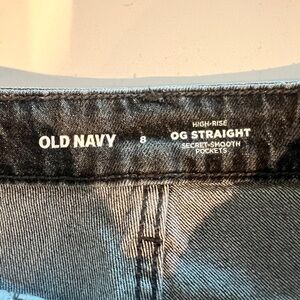 OLD NAVY
8
HIGH-RISE
OG STRAIGHT
SECRET-SMOOTH
POCKETS